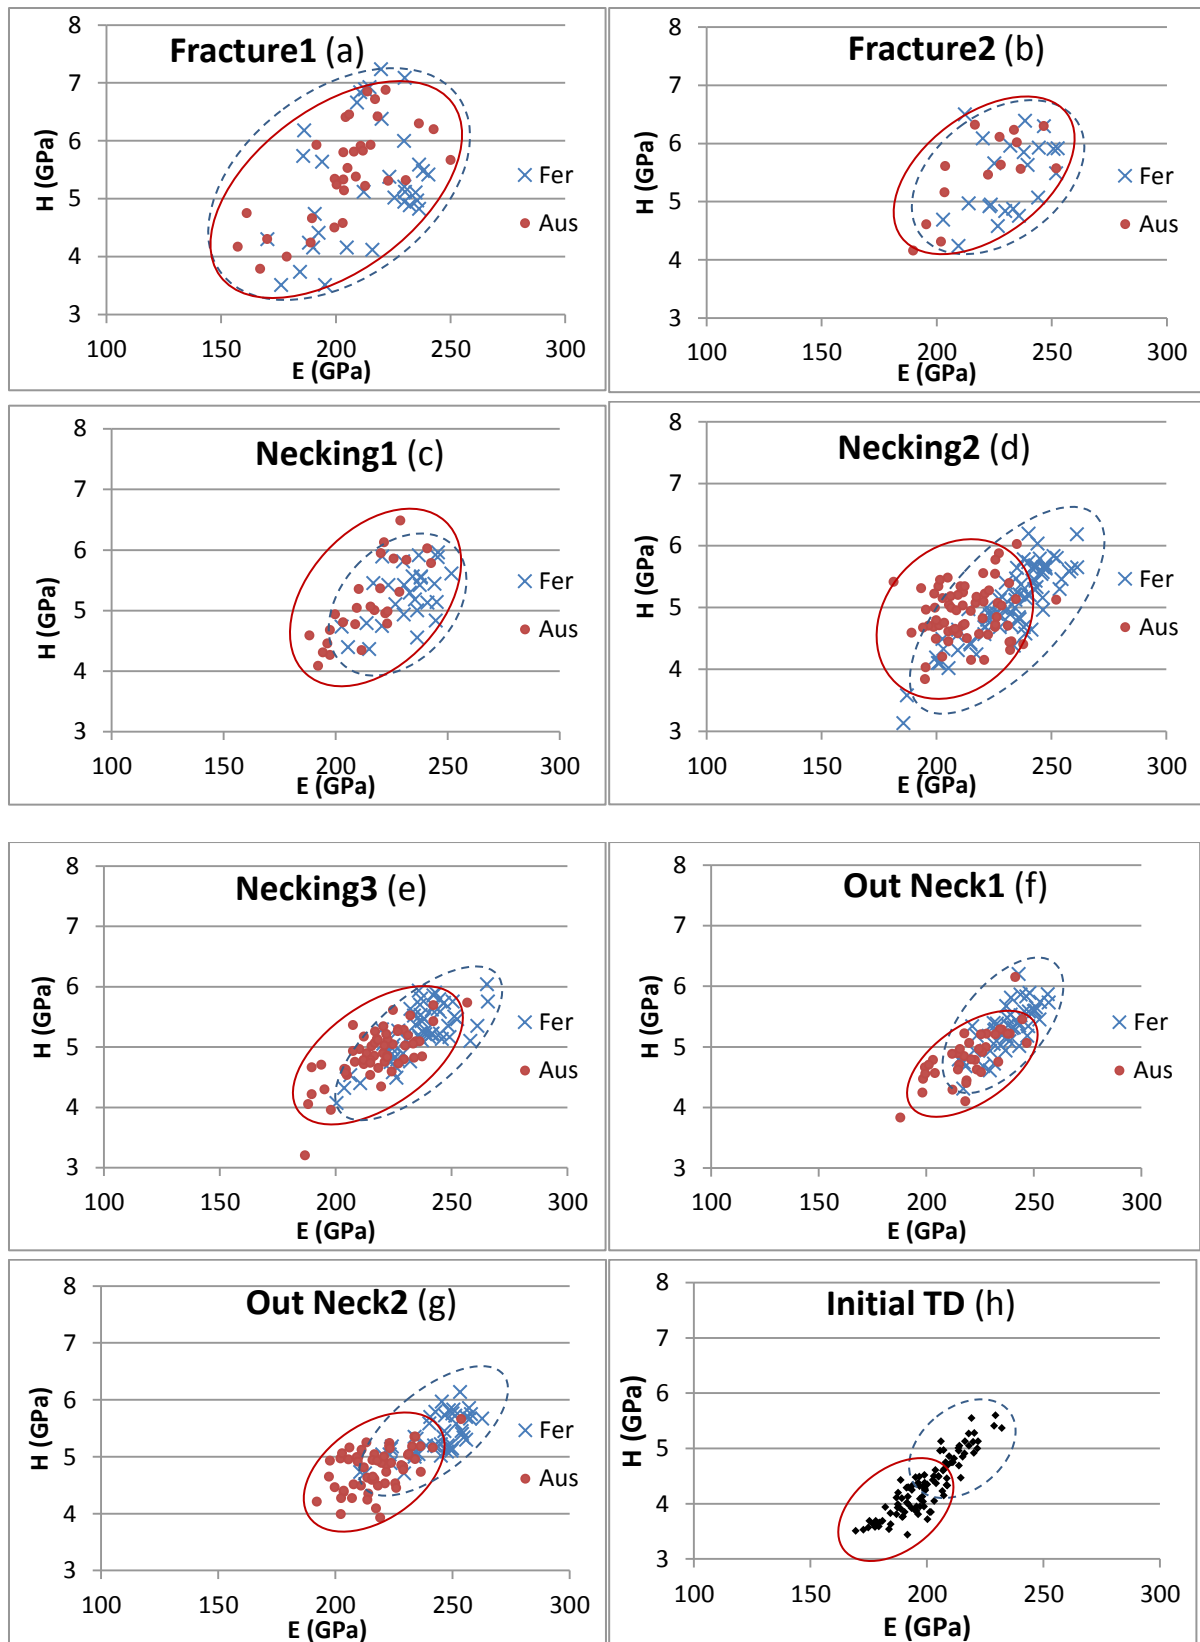 Fracture1 (a)
8
7
6
5
4
3
H (GPa)
100 150 200 250 300
E (GPa)
Fer
Aus
Fracture2 (b)
8
7
6
5
4
3
H (GPa)
100 150 200 250 300
E (GPa)
Fer
Aus
Necking1 (c)
8
7
6
5
4
3
H (GPa)
100 150 200 250 300
E (GPa)
Fer
Aus
Necking2 (d)
8
7
6
5
4
3
H (GPa)
100 150 200 250 300
E (GPa)
Fer
Aus
Necking3 (e)
8
7
6
5
4
3
H (GPa)
100 150 200 250 300
E (GPa)
Fer
Aus
Out Neck1 (f)
8
7
6
5
4
3
H (GPa)
100 150 200 250 300
E (GPa)
Fer
Aus
Out Neck2 (g)
8
7
6
5
4
3
H (GPa)
100 150 200 250 300
E (GPa)
Fer
Aus
Initial TD (h)
8
7
6
5
4
3
H (GPa)
100 150 200 250 300
E (GPa)